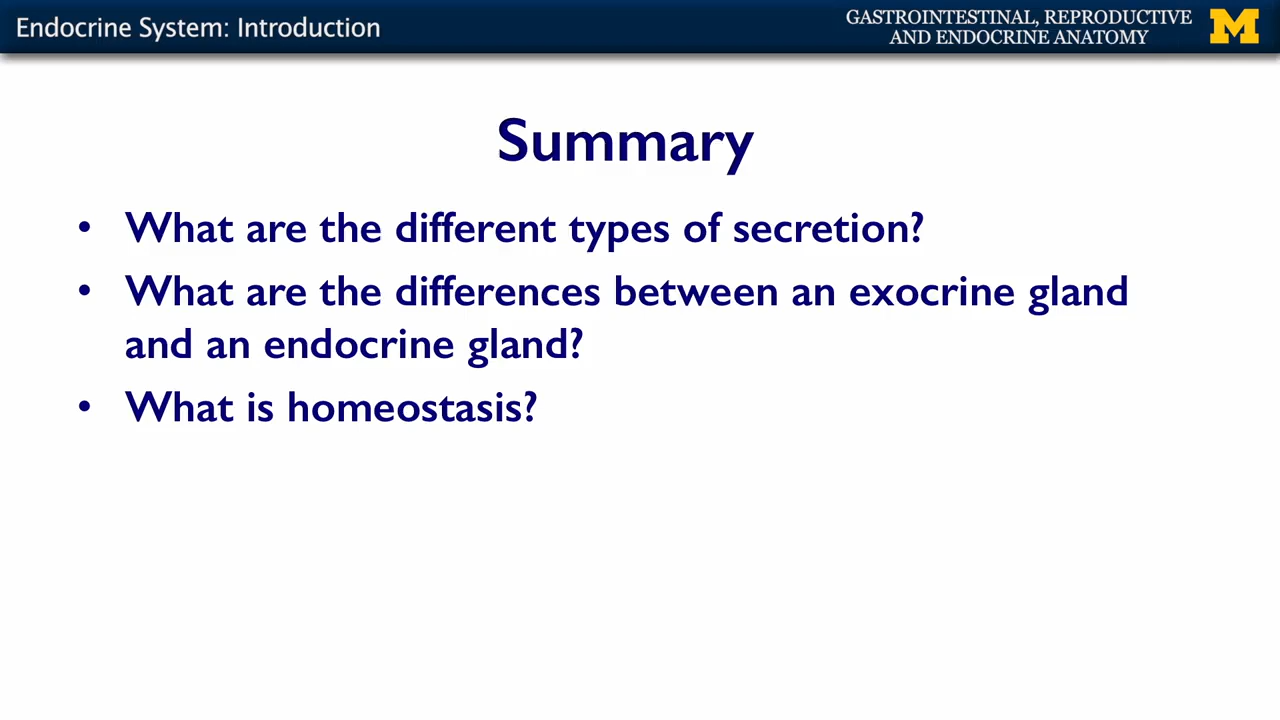 Endocrine System: Introduction
GASTROINTESTINAL, REPRODUCTIVE
AND ENDOCRINE ANATOMY
M
Summary
• What are the different types of secretion?
• What are the differences between an exocrine gland
and an endocrine gland?
• What is homeostasis?